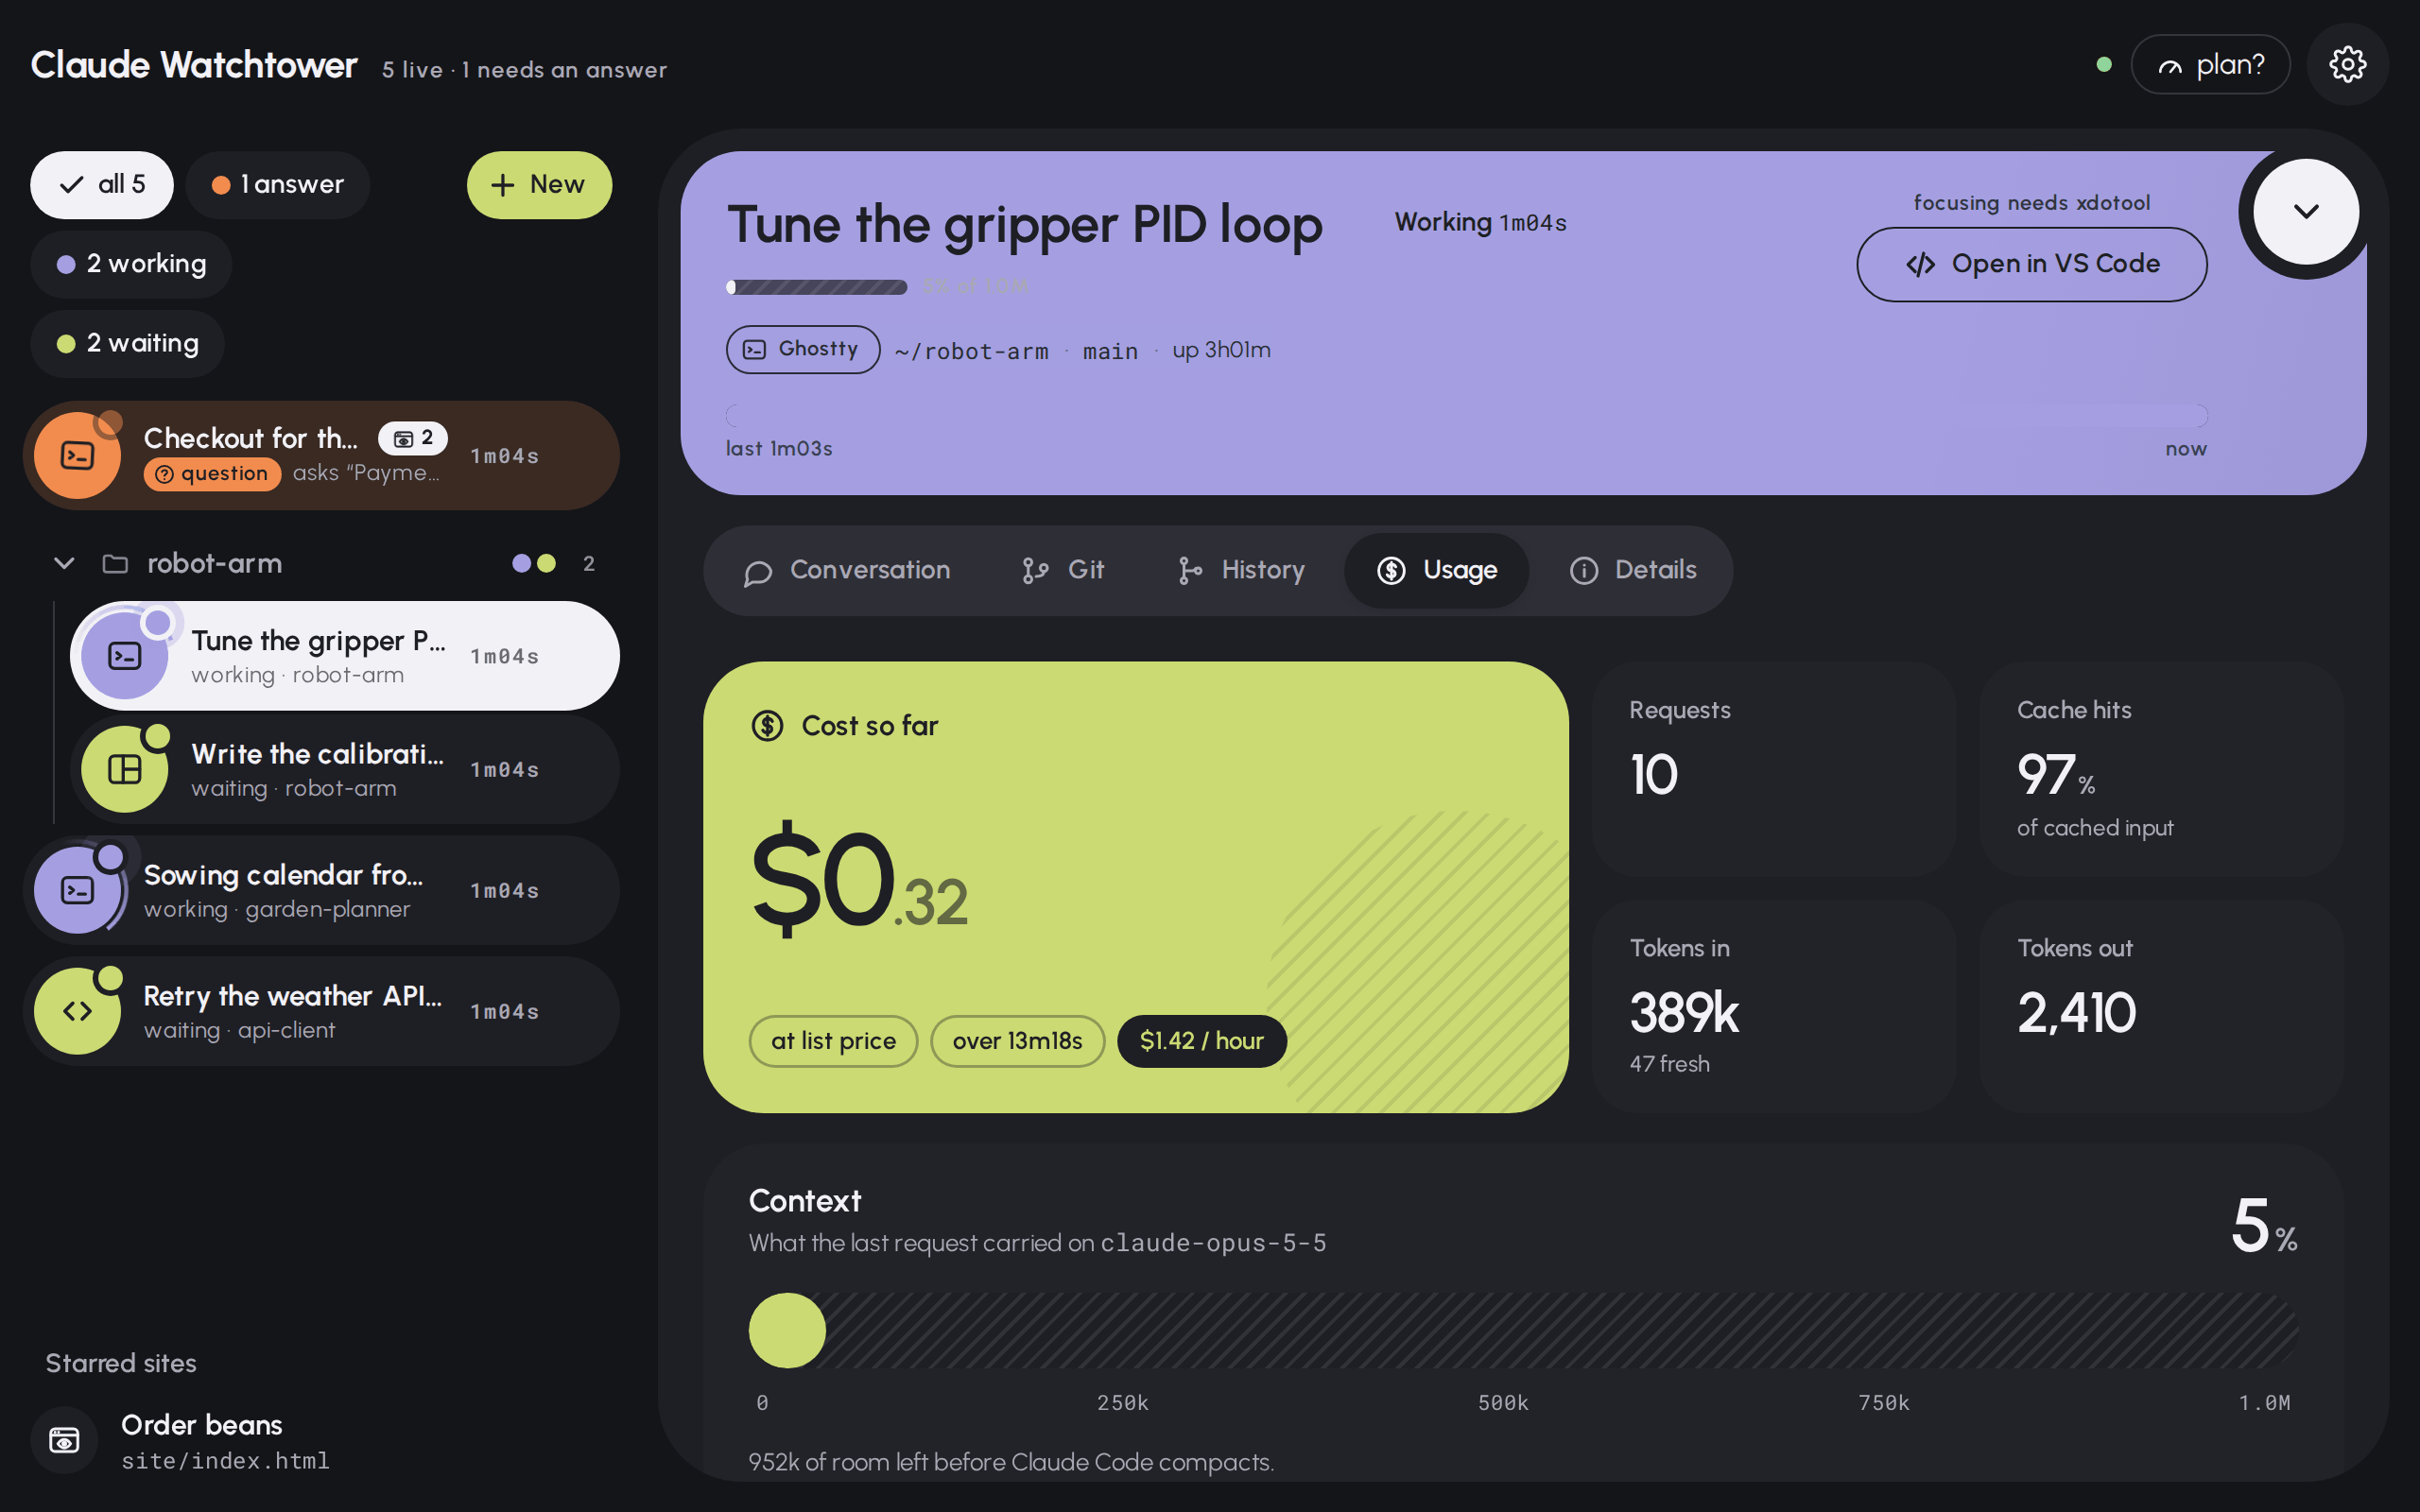 Claude Watchtower 5 live · 1 needs an answer
plan?
all 5
1 answer
New
2 working
2 waiting
Checkout for th... 2
question asks “Payme...
1m04s
robot-arm 2
Tune the gripper P...
working · robot-arm
1m04s
Write the calibrati...
waiting · robot-arm
1m04s
Sowing calendar fro...
working · garden-planner
1m04s
Retry the weather API...
waiting · api-client
1m04s
Starred sites
Order beans
site/index.html
Tune the gripper PID loop
Working 1m04s
focusing needs xdotool
Open in VS Code
5% of 1.0M
Ghostty ~/robot-arm · main · up 3h01m
last 1m03s
now
Conversation
Git
History
Usage
Details
Cost so far
$0.32
at list price
over 13m18s
$1.42 / hour
Requests
10
Cache hits
97%
of cached input
Tokens in
389k
47 fresh
Tokens out
2,410
Context
What the last request carried on claude-opus-5-5
5%
0 250k 500k 750k 1.0M
952k of room left before Claude Code compacts.